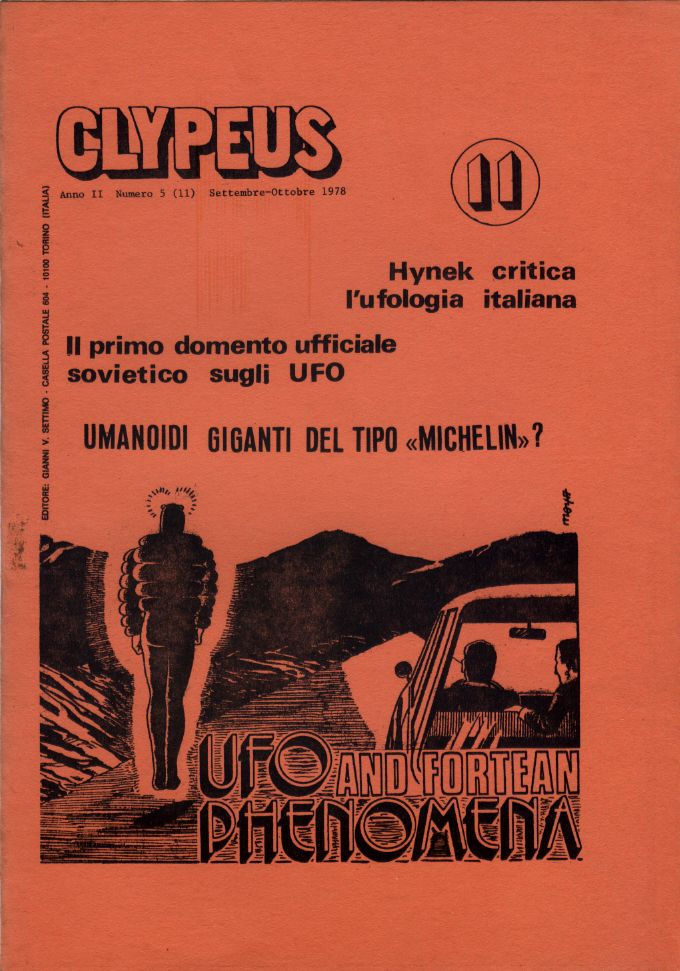 CLYPEUS
Anno II Numero 5 (11) Settembre-Ottobre 1978
11
EDITORE: GIANNI V. SETTIMO - CASELLA POSTALE 604 - 10100 TORINO (ITALIA)
Hynek critica
l'ufologia italiana
Il primo domento ufficiale
sovietico sugli UFO
UMANOIDI GIGANTI DEL TIPO «MICHELIN»?
UFO AND FORTEAN
PHENOMENA